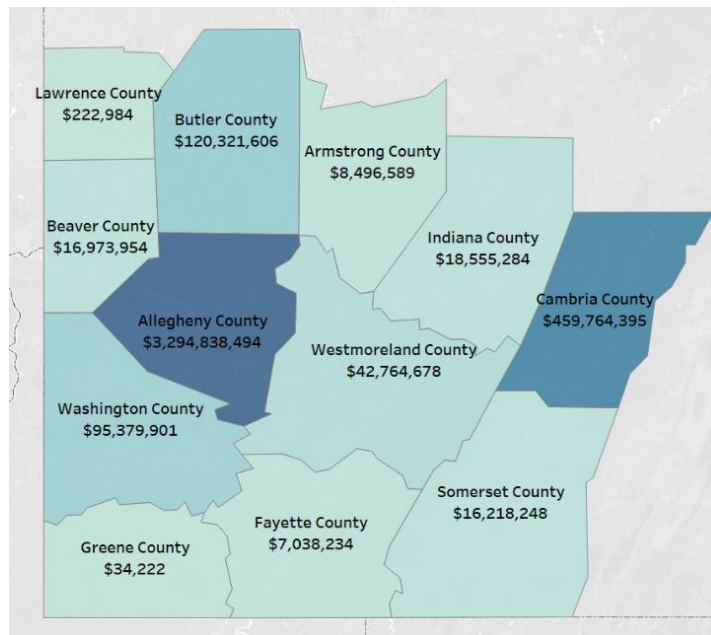 Lawrence County
$222,984
Butler County
$120,321,606
Armstrong County
$8,496,589
Beaver County
$16,973,954
Indiana County
$18,555,284
Cambria County
$459,764,395
Allegheny County
$3,294,838,494
Westmoreland County
$42,764,678
Washington County
$95,379,901
Somerset County
$16,218,248
Fayette County
$7,038,234
Greene County
$34,222